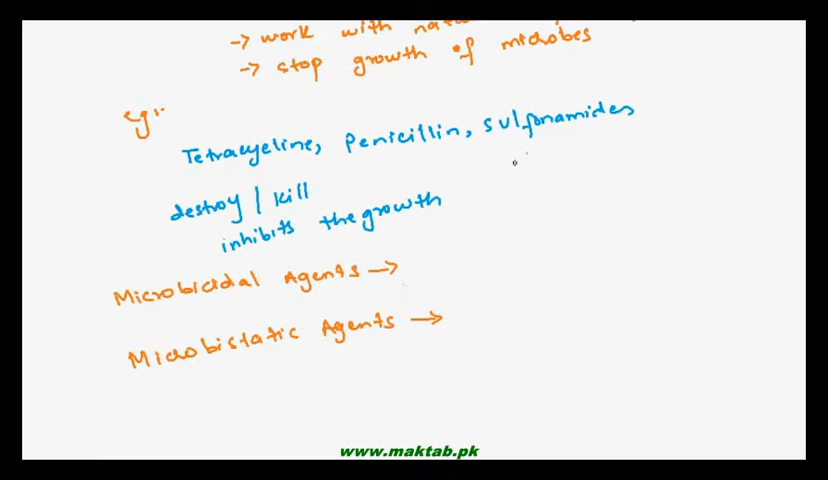 -> work with
-> stop growth of microbes
eg:-
Tetracycline, Penicillin, sulfonamides
destroy | kill
inhibits the growth
Microbicidal Agents ->
Microbistatic Agents ->
www.maktab.pk